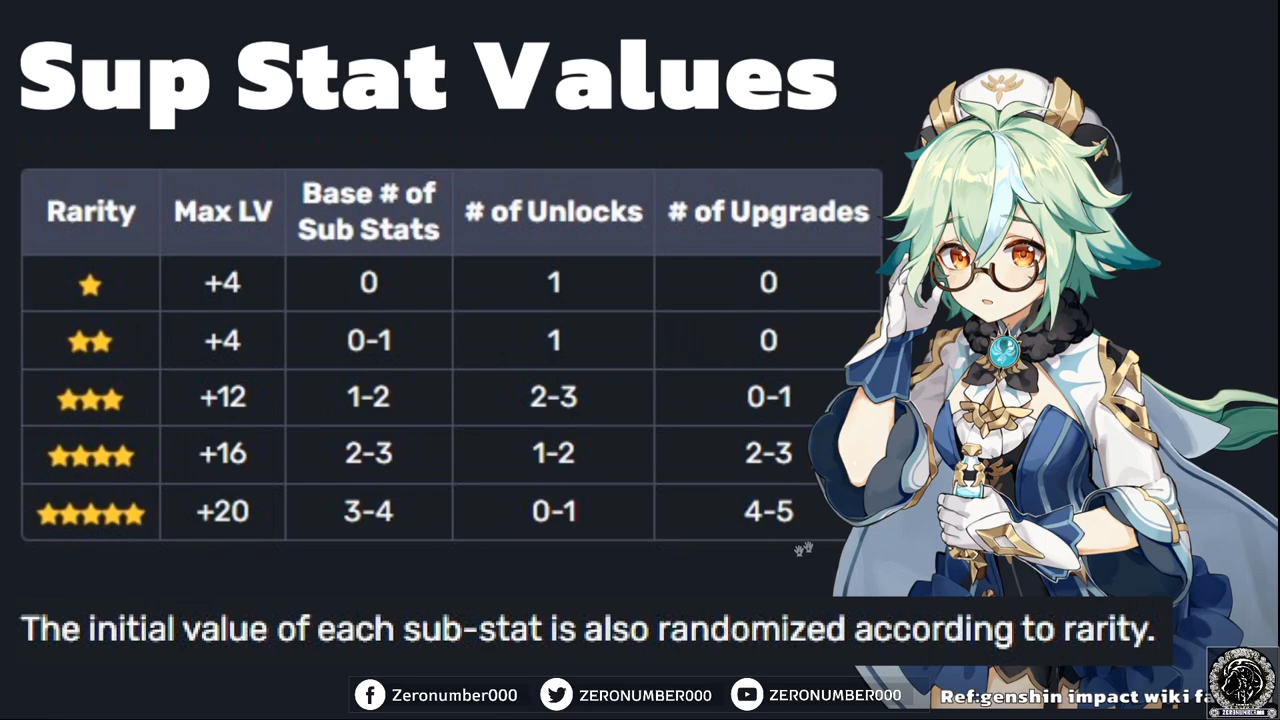 Sup Stat Values
Rarity Max LV Base # of Sub Stats # of Unlocks # of Upgrades
★ +4 0 1 0
★★ +4 0-1 1 0
★★★ +12 1-2 2-3 0-1
★★★★ +16 2-3 1-2 2-3
★★★★★ +20 3-4 0-1 4-5
The initial value of each sub-stat is also randomized according to rarity.
Zeronumber000 ZERONUMBER000 ZERONUMBER000 Ref:genshin impact wiki
ZERONUMBER000